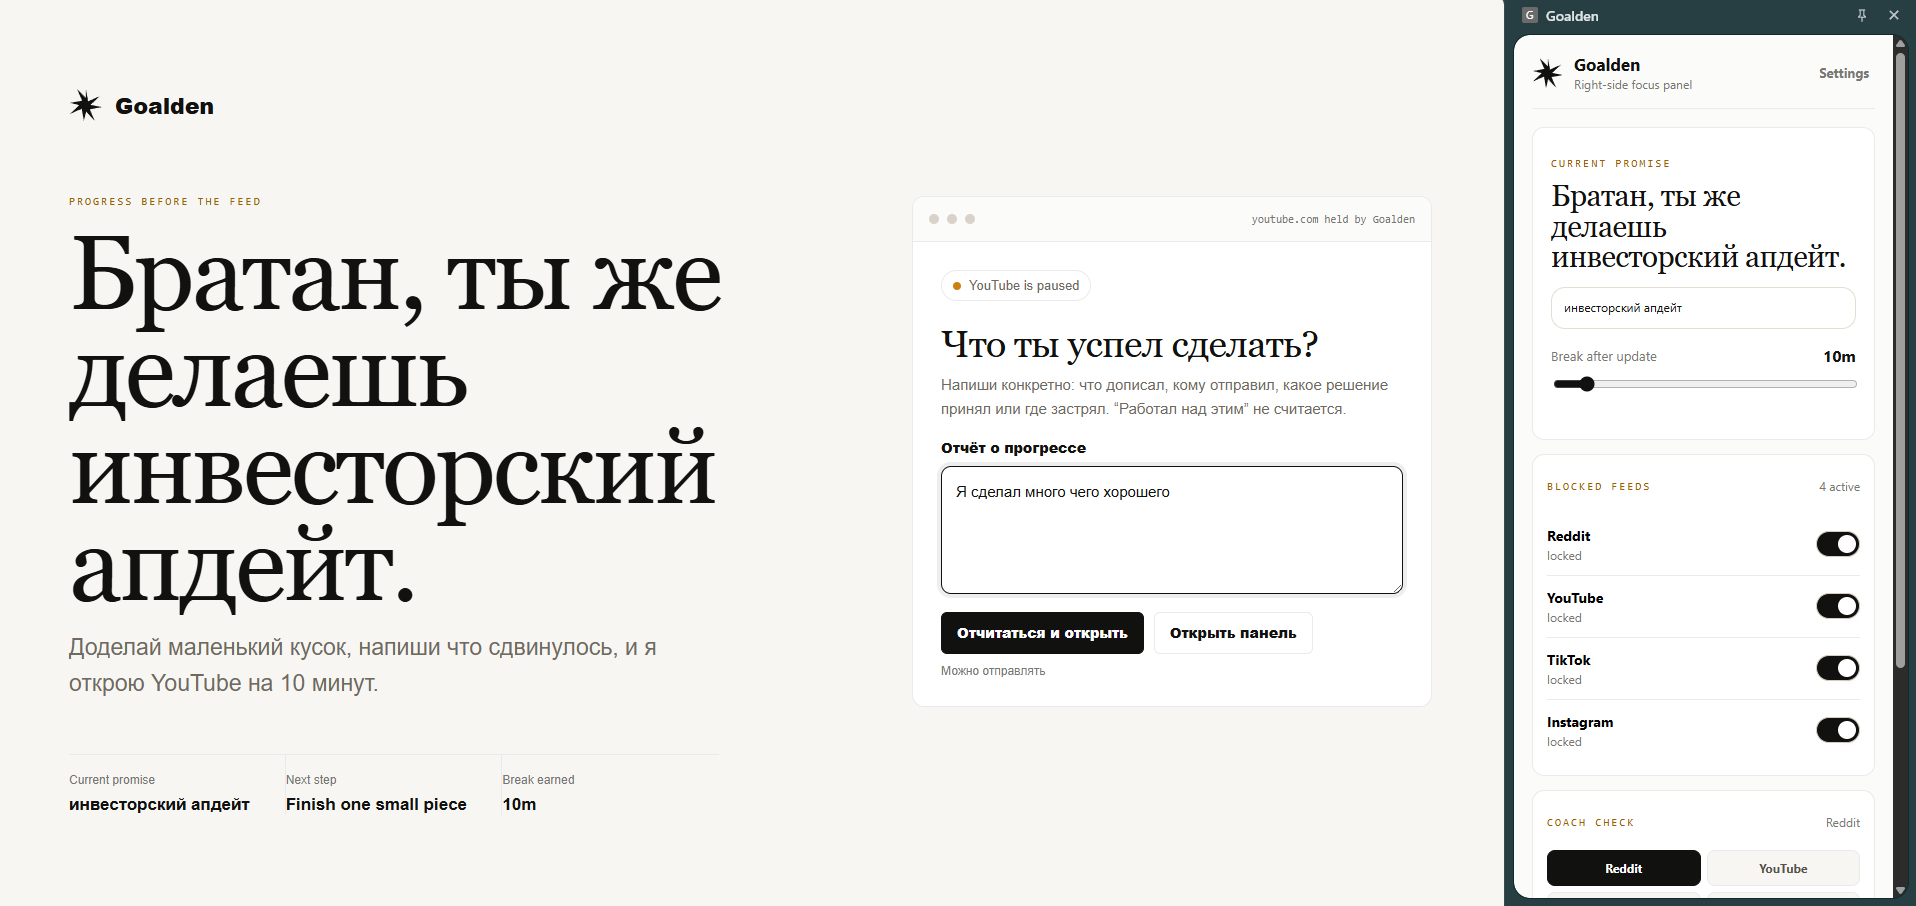 Goalden
PROGRESS BEFORE THE FEED
Братан, ты же
делаешь
инвесторский
апдейт.
Доделай маленький кусок, напиши что сдвинулось, и я
открою YouTube на 10 минут.
Current promise
инвесторский апдейт
Next step
Finish one small piece
Break earned
10m
youtube.com held by Goalden
YouTube is paused
Что ты успел сделать?
Напиши конкретно: что дописал, кому отправил, какое решение
принял или где застрял. “Работал над этим” не считается.
Отчёт о прогрессе
Я сделал много чего хорошего
Отчитаться и открыть
Открыть панель
Можно отправлять
G Goalden
Goalden
Right-side focus panel
Settings
CURRENT PROMISE
Братан, ты же
делаешь
инвесторский апдейт.
инвесторский апдейт
Break after update
10m
BLOCKED FEEDS
4 active
Reddit
locked
YouTube
locked
TikTok
locked
Instagram
locked
COACH CHECK
Reddit
Reddit
YouTube